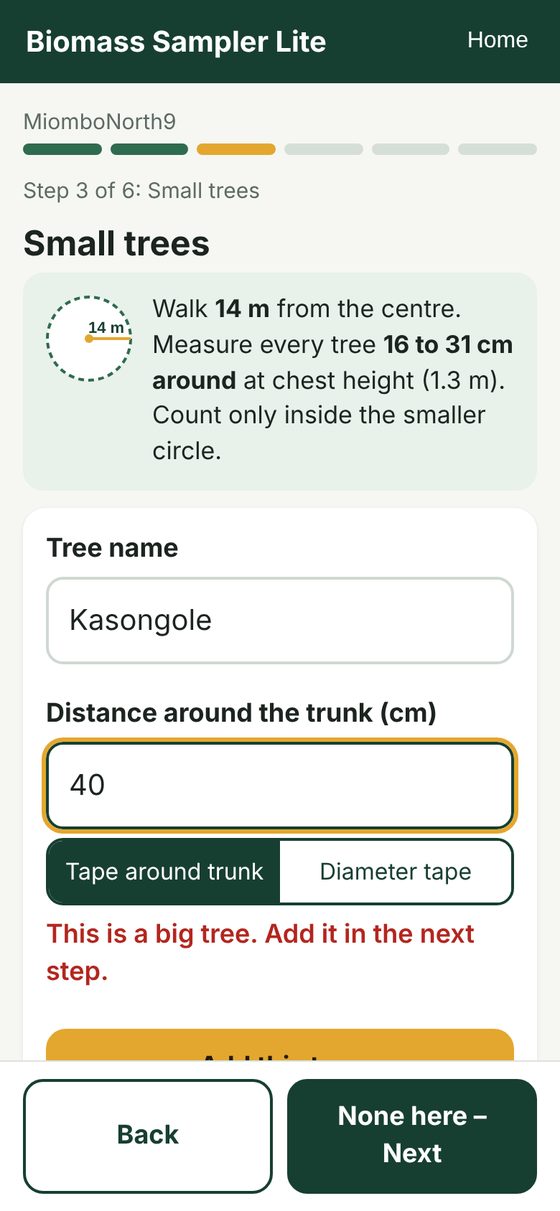 Biomass Sampler Lite
Home
MiomboNorth9
Step 3 of 6: Small trees
Small trees
14 m
Walk 14 m from the centre.
Measure every tree 16 to 31 cm
around at chest height (1.3 m).
Count only inside the smaller
circle.
Tree name
Kasongole
Distance around the trunk (cm)
40
Tape around trunk
Diameter tape
This is a big tree. Add it in the next
step.
Back
None here –
Next